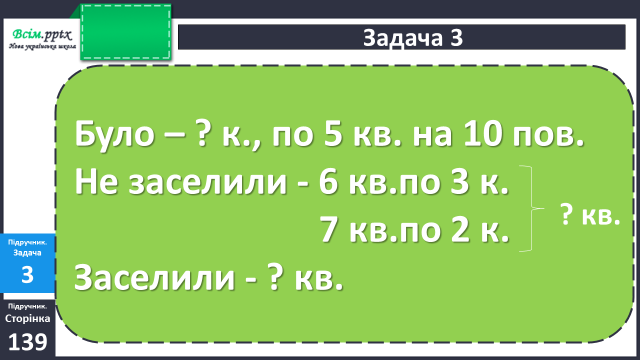 Всім.pptx
Нова українська школа
Задача 3
Було – ? к., по 5 кв. на 10 пов.
Не заселили - 6 кв.по 3 к.
7 кв.по 2 к.
? кв.
Заселили - ? кв.
Підручник.
Задача
3
Підручник.
Сторінка
139